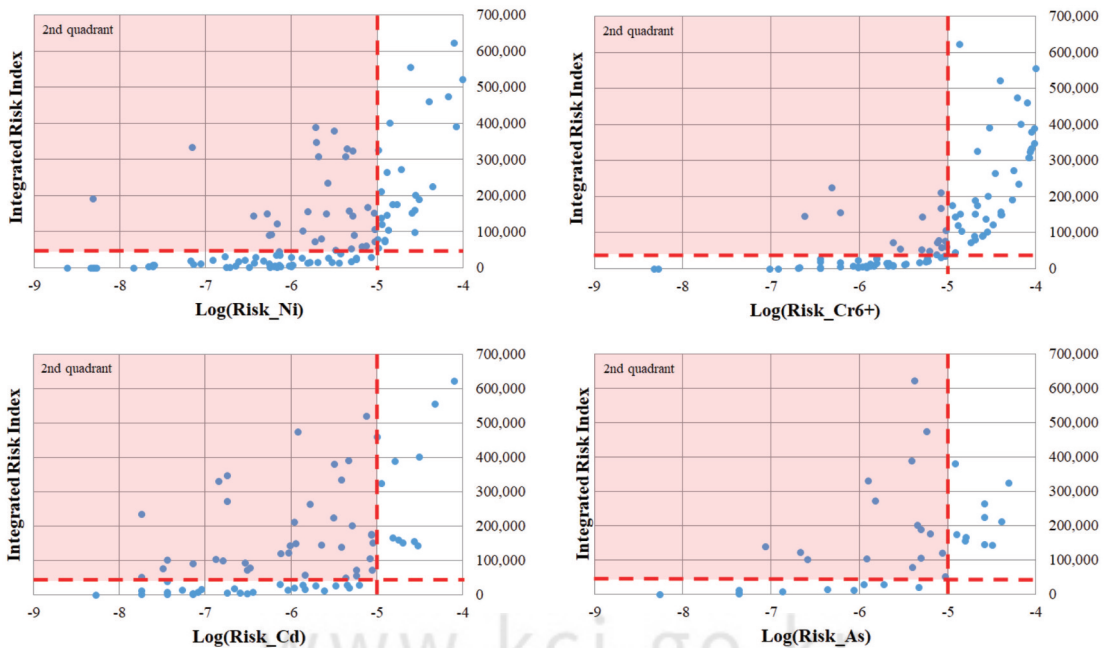 2nd quadrant
Integrated Risk Index
700,000
600,000
500,000
400,000
300,000
200,000
100,000
0
-9 -8 -7 -6 -5 -4
Log(Risk_Ni)
2nd quadrant
Integrated Risk Index
700,000
600,000
500,000
400,000
300,000
200,000
100,000
0
-9 -8 -7 -6 -5 -4
Log(Risk_Cr6+)
2nd quadrant
Integrated Risk Index
700,000
600,000
500,000
400,000
300,000
200,000
100,000
0
-9 -8 -7 -6 -5 -4
Log(Risk_Cd)
2nd quadrant
Integrated Risk Index
700,000
600,000
500,000
400,000
300,000
200,000
100,000
0
-9 -8 -7 -6 -5 -4
Log(Risk_As)